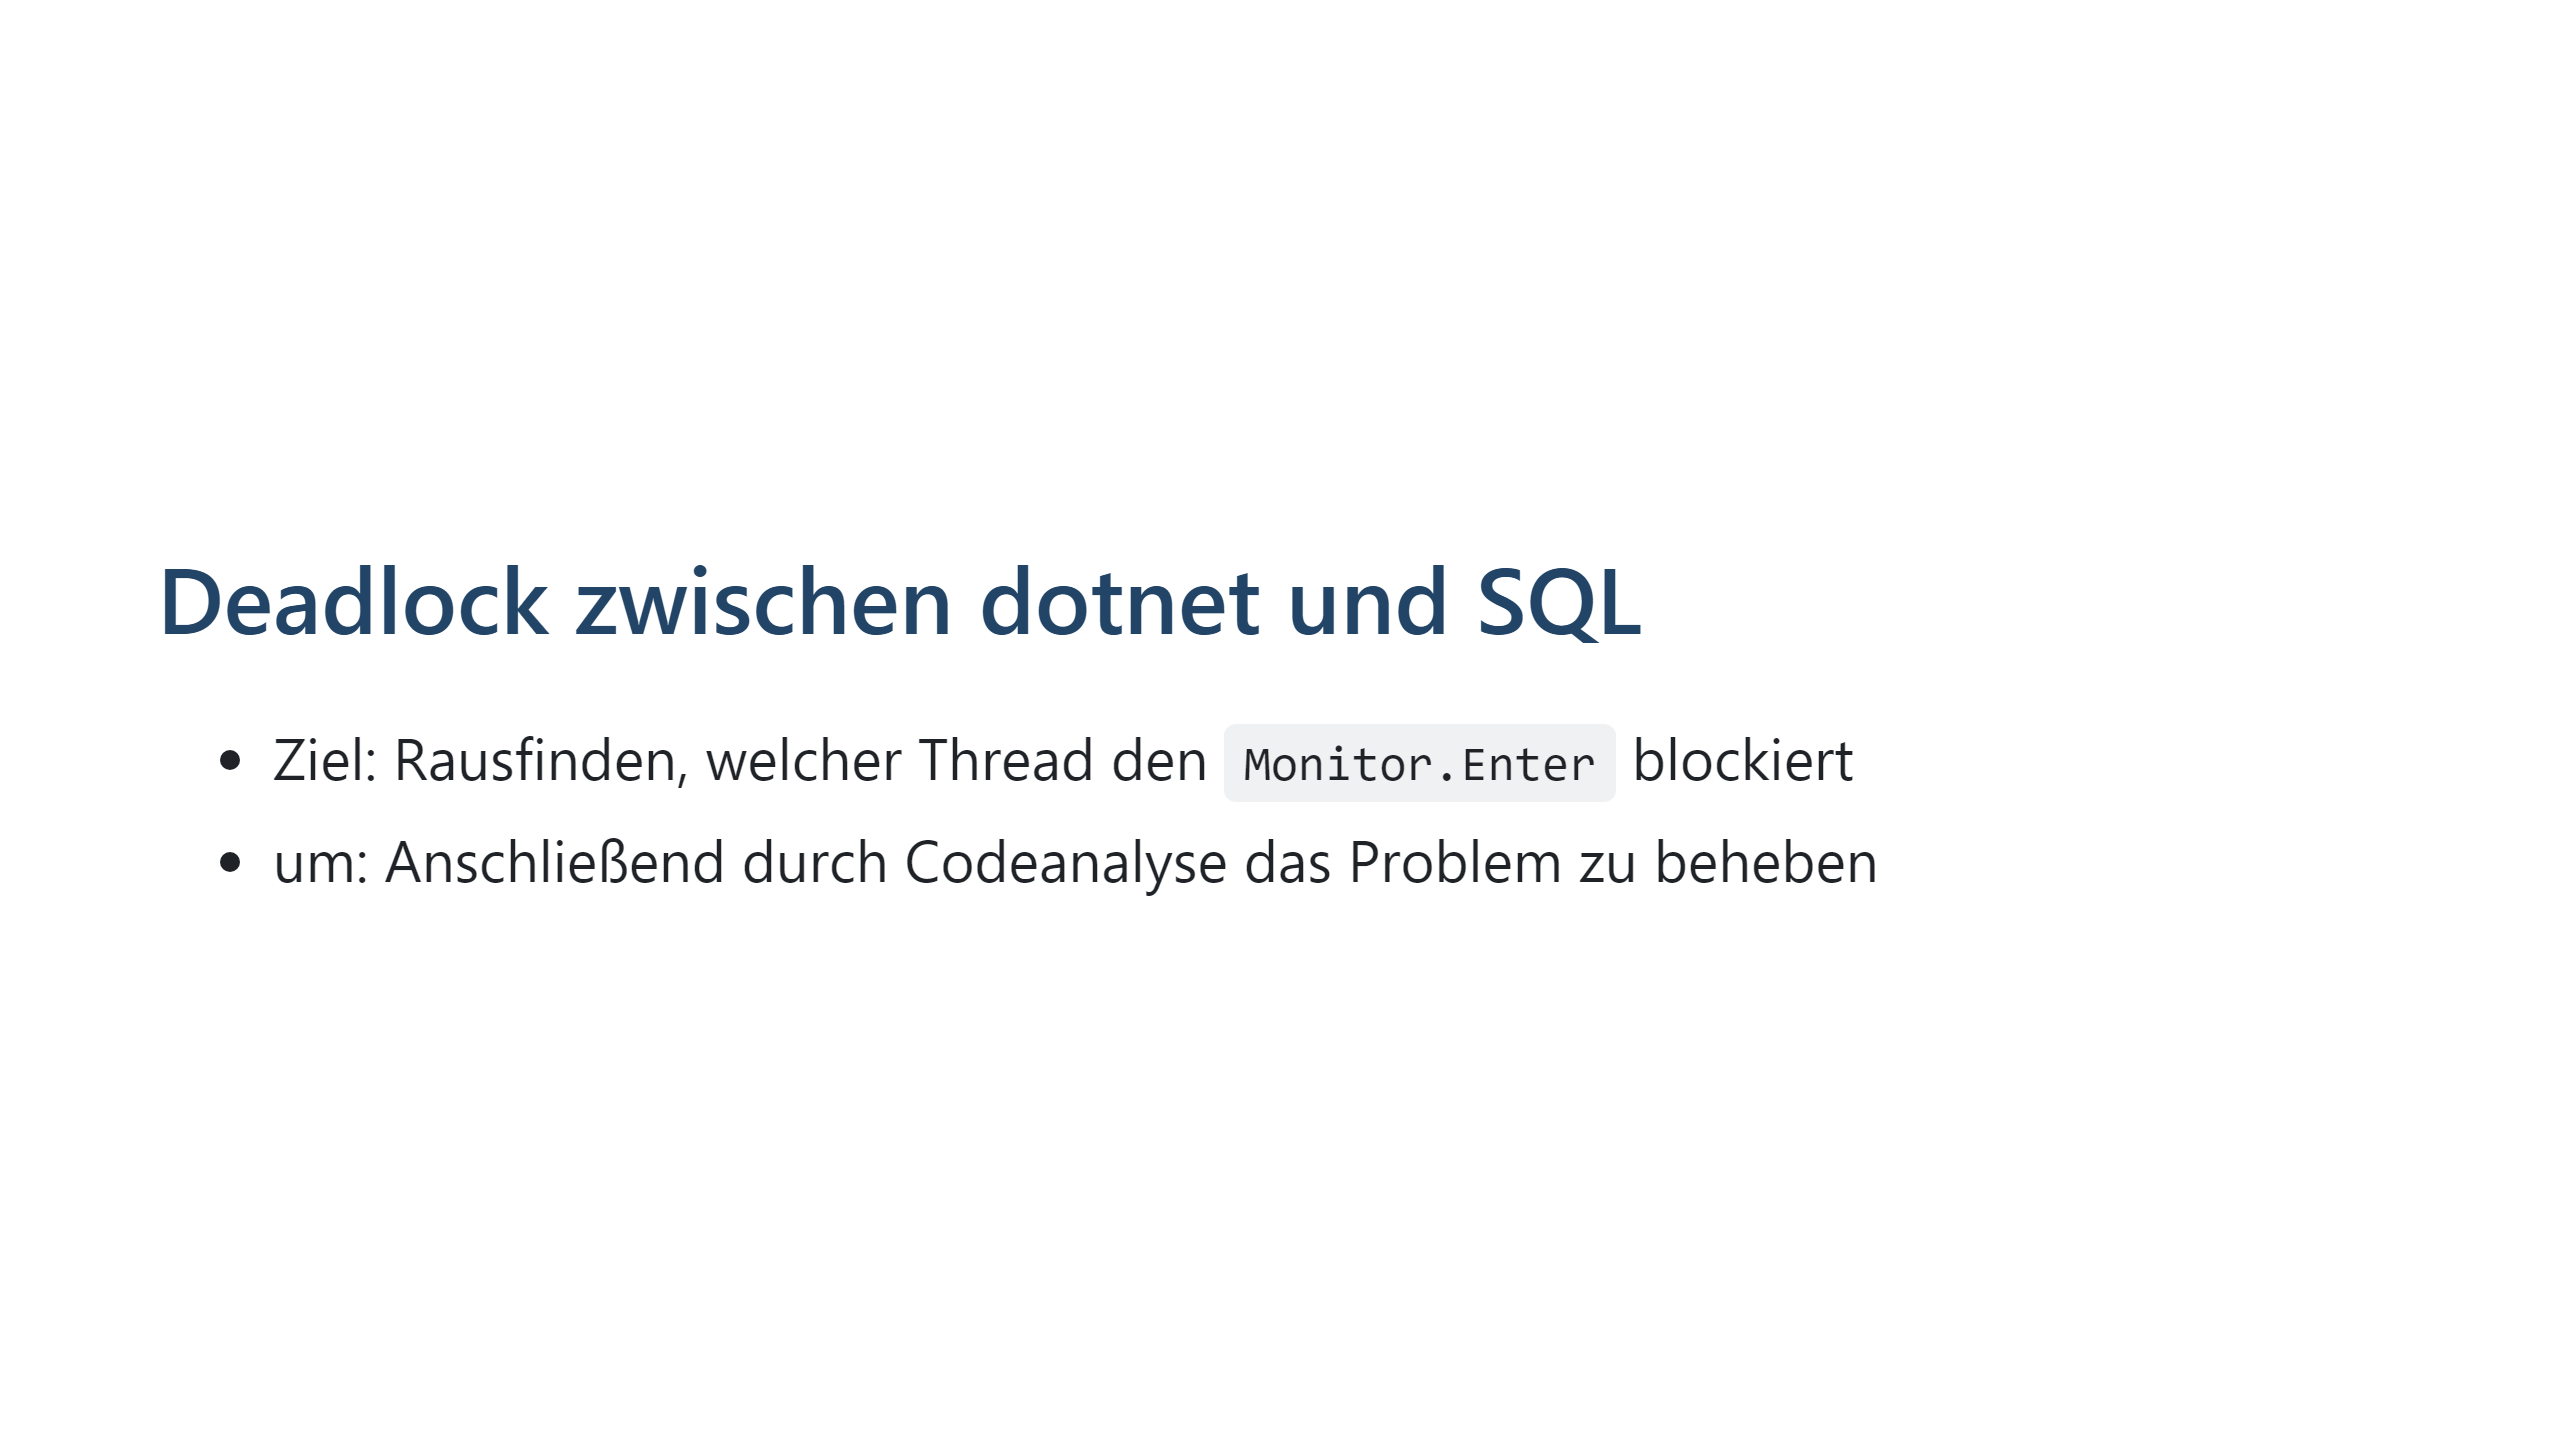 Deadlock zwischen dotnet und SQL
• Ziel: Rausfinden, welcher Thread den Monitor.Enter blockiert
• um: Anschließend durch Codeanalyse das Problem zu beheben